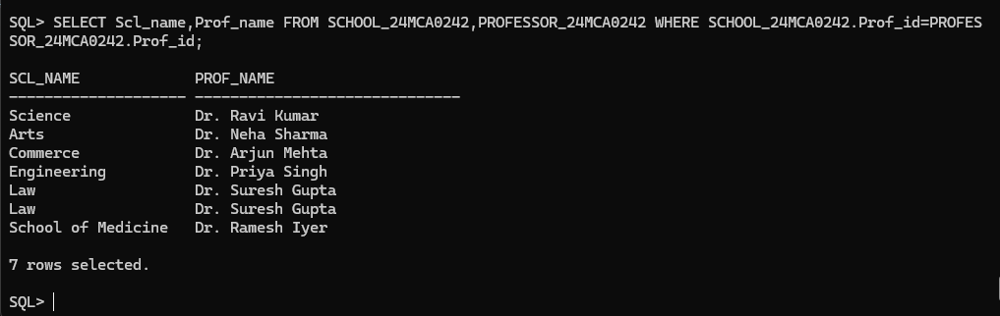 SQL> SELECT Scl_name,Prof_name FROM SCHOOL_24MCA0242,PROFESSOR_24MCA0242 WHERE SCHOOL_24MCA0242.Prof_id=PROFES
SOR_24MCA0242.Prof_id;
SCL_NAME             PROF_NAME
-------------------- ------------------------------
Science              Dr. Ravi Kumar
Arts                 Dr. Neha Sharma
Commerce             Dr. Arjun Mehta
Engineering          Dr. Priya Singh
Law                  Dr. Suresh Gupta
Law                  Dr. Suresh Gupta
School of Medicine   Dr. Ramesh Iyer
7 rows selected.
SQL>